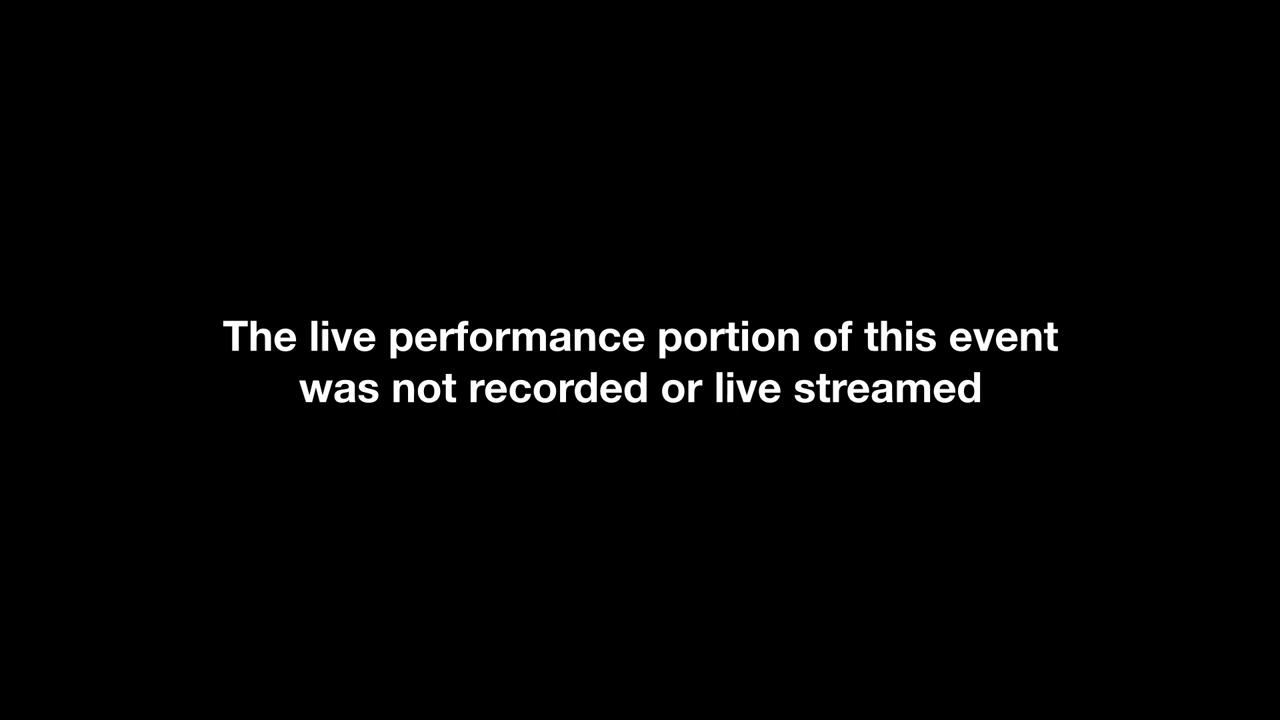 The live performance portion of this event
was not recorded or live streamed